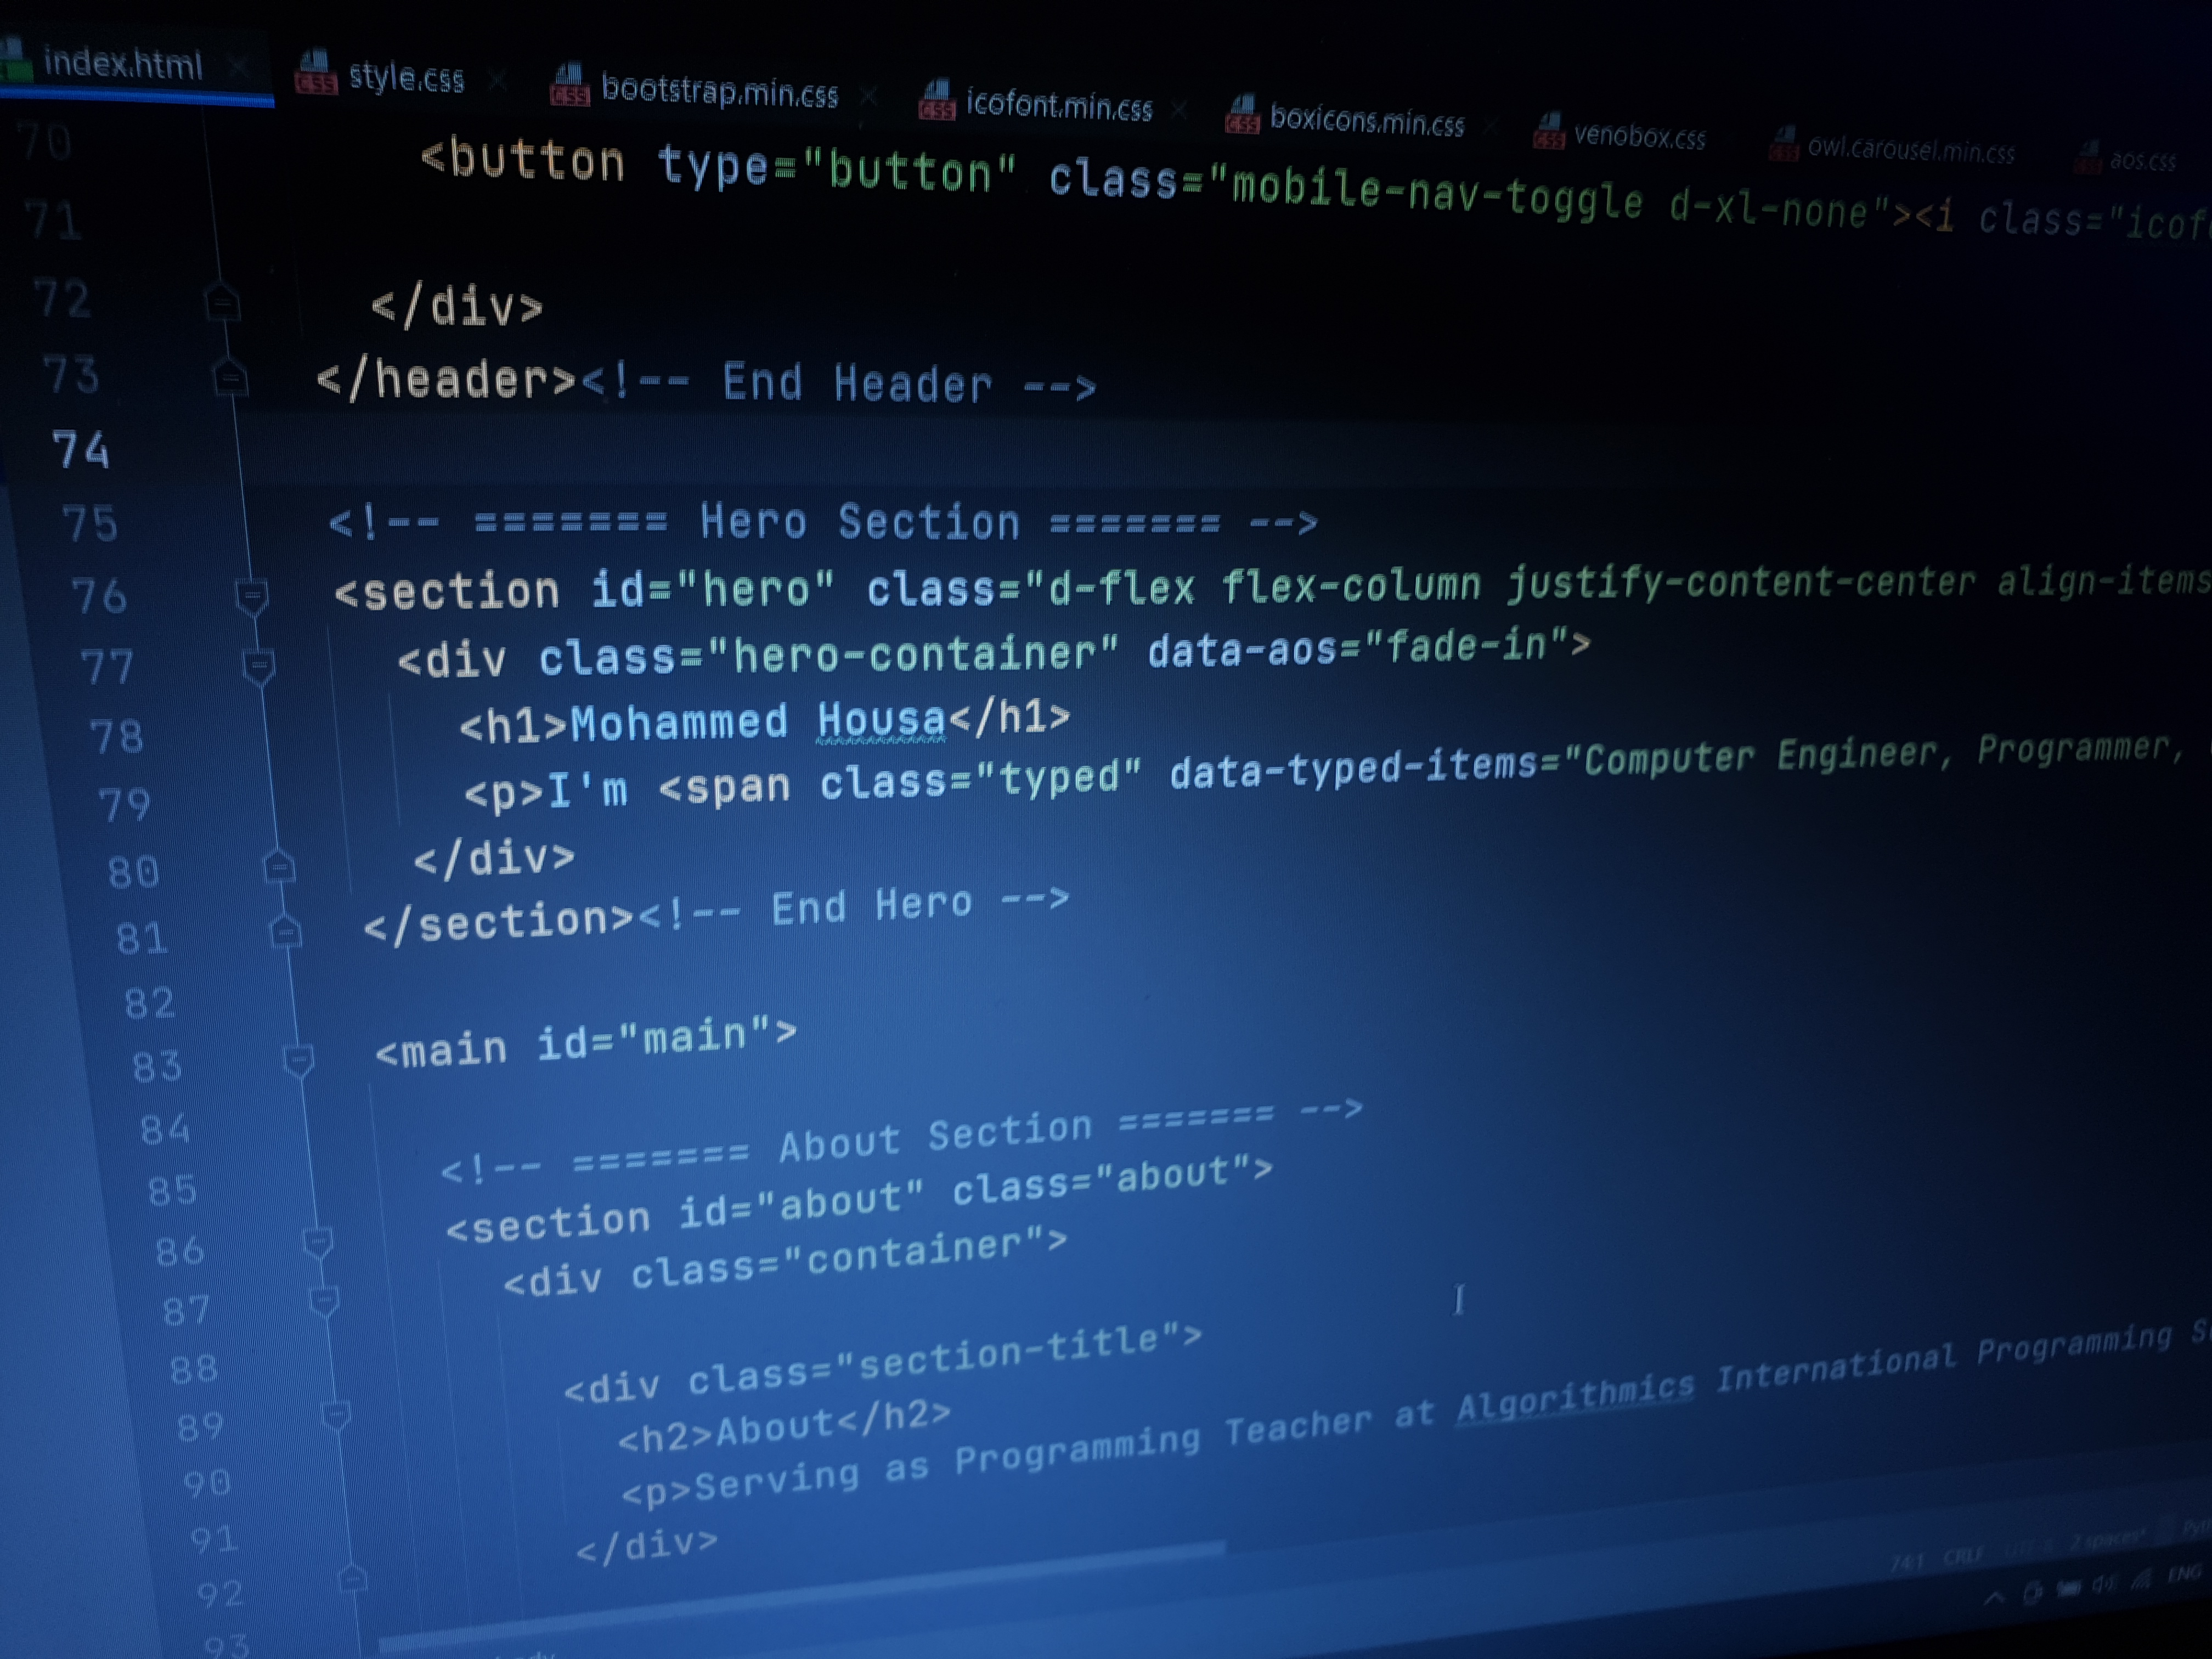 index.html style.css bootstrap.min.css icofont.min.css boxicons.min.css venobox.css owl.carousel.min.css aos.css
70 <button type="button" class="mobile-nav-toggle d-xl-none"><i class="icof
71
72 </div>
73 </header><!-- End Header -->
74
75 <!-- ======= Hero Section ======= -->
76 <section id="hero" class="d-flex flex-column justify-content-center align-items
77 <div class="hero-container" data-aos="fade-in">
78 <h1>Mohammed Housa</h1>
79 <p>I'm <span class="typed" data-typed-items="Computer Engineer, Programmer,
80 </div>
81 </section><!-- End Hero -->
82
83 <main id="main">
84
85 <!-- ======= About Section ======= -->
86 <section id="about" class="about">
87 <div class="container">
88
89 <div class="section-title">
90 <h2>About</h2>
91 <p>Serving as Programming Teacher at Algorithmics International Programming
92 </div>
93
74:1 CRLF 2 spaces*
ENG